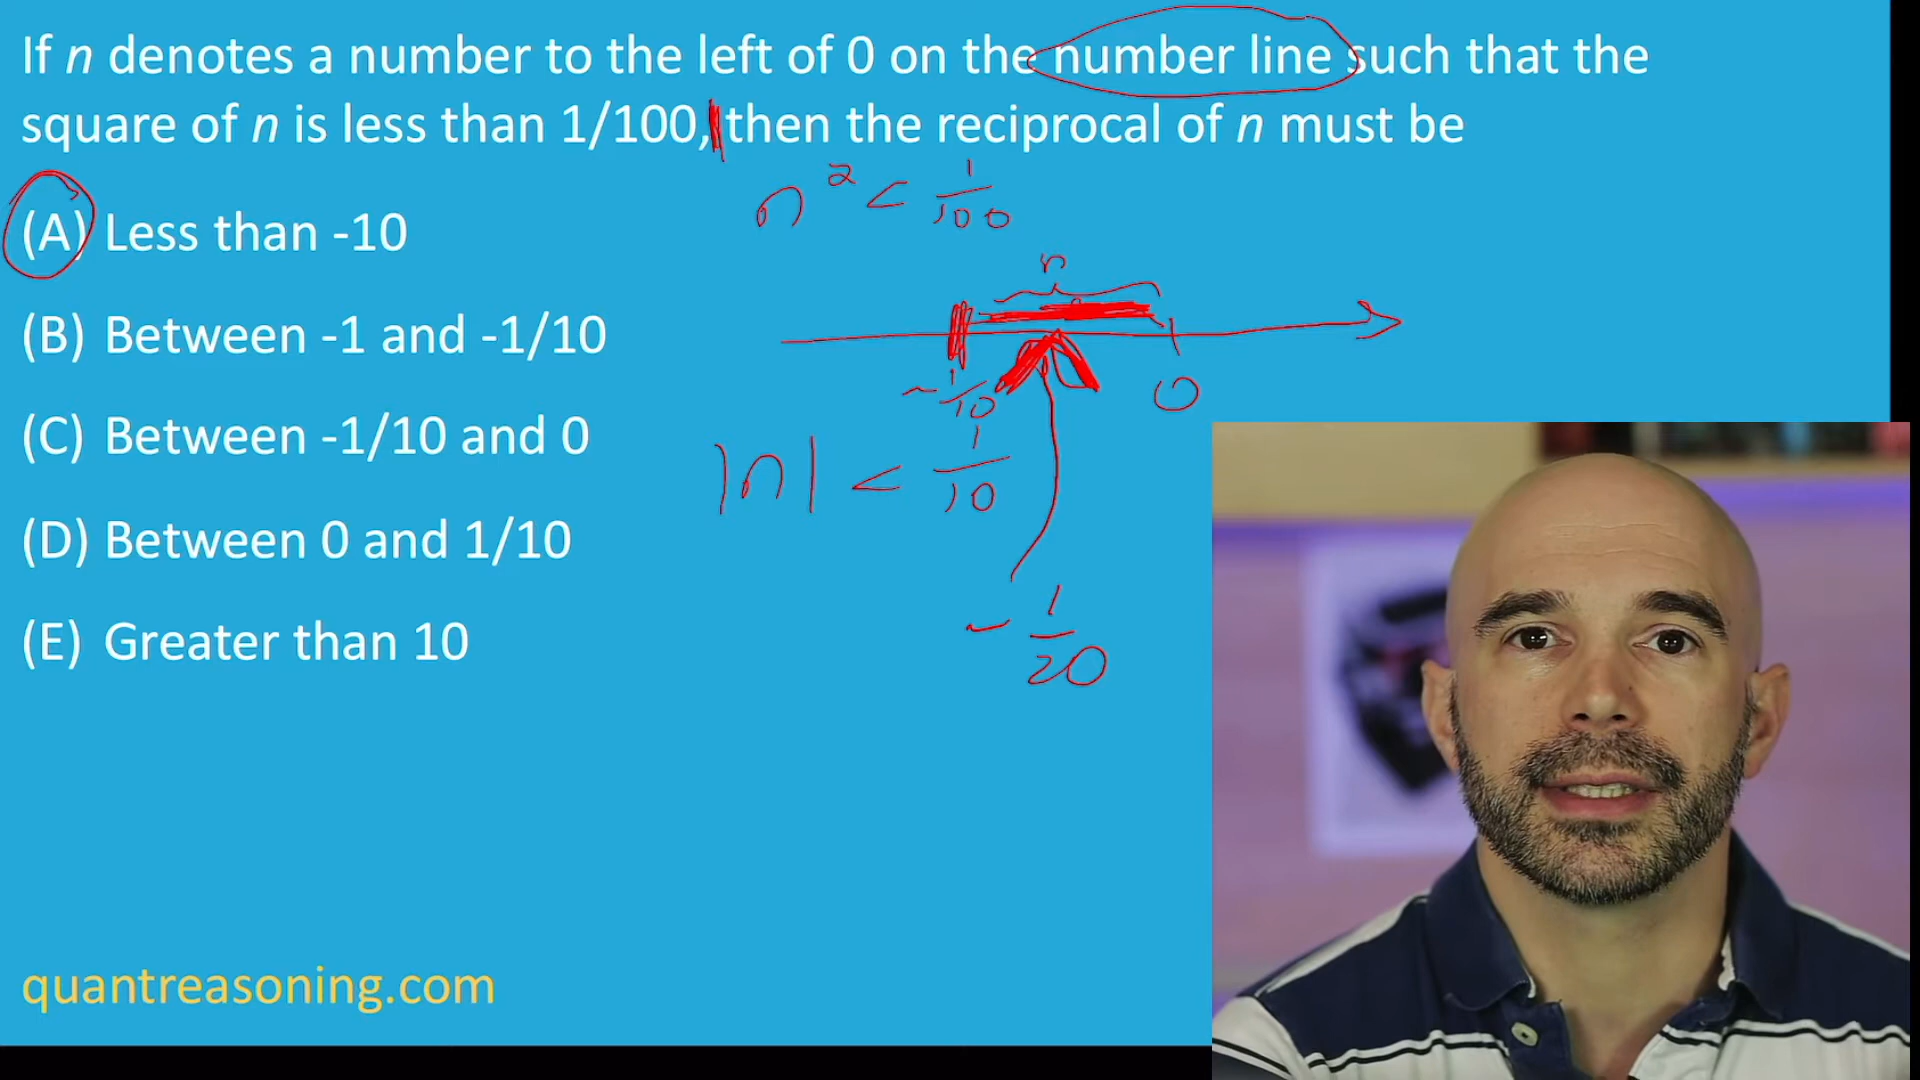 If n denotes a number to the left of 0 on the number line such that the
square of n is less than 1/100, then the reciprocal of n must be
n² < 1/100
(A) Less than -10
n
(B) Between -1 and -1/10
-1/10
0
(C) Between -1/10 and 0
|n| < 1/10
(D) Between 0 and 1/10
(E) Greater than 10
- 1/20
quantreasoning.com